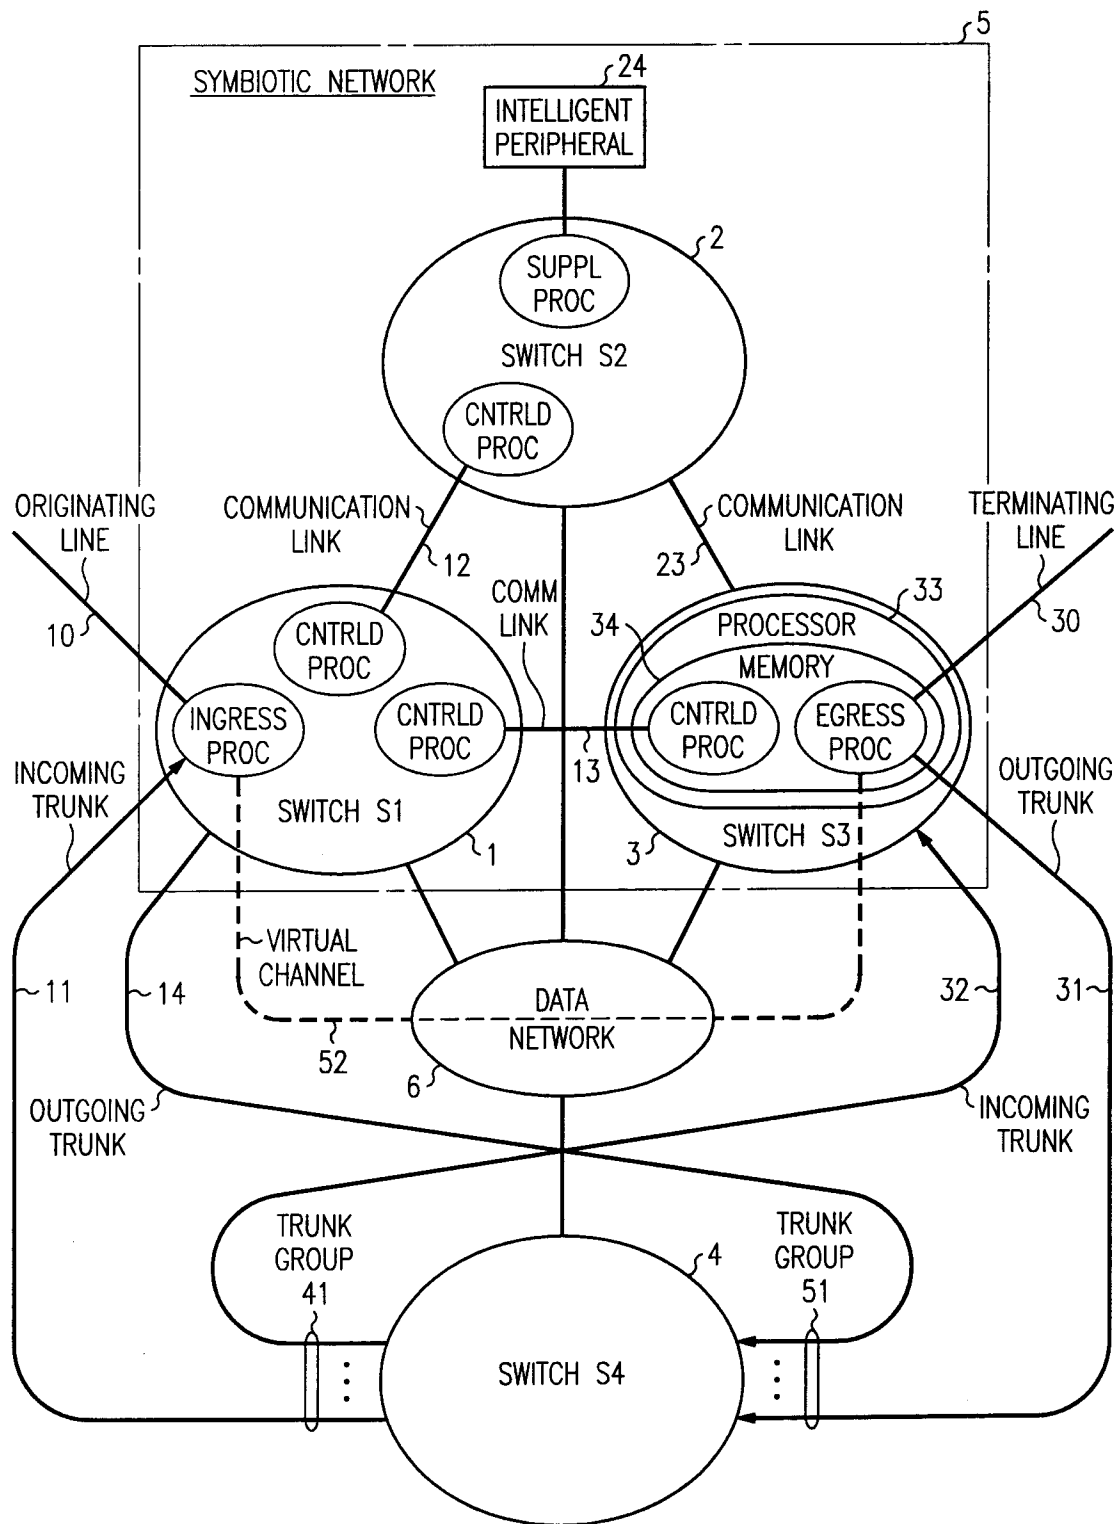 5
SYMBIOTIC NETWORK
24
INTELLIGENT
PERIPHERAL
2
SUPPL
PROC
SWITCH S2
CNTRLD
PROC
ORIGINATING
LINE
COMMUNICATION
LINK
COMMUNICATION
LINK
TERMINATING
LINE
12
23
10
COMM
LINK
33
30
34
PROCESSOR
MEMORY
CNTRLD
PROC
INGRESS
PROC
CNTRLD
PROC
CNTRLD
PROC
EGRESS
PROC
13
INCOMING
TRUNK
OUTGOING
TRUNK
SWITCH S1
SWITCH S3
1
3
VIRTUAL
CHANNEL
11
14
DATA
NETWORK
32
31
52
6
OUTGOING
TRUNK
INCOMING
TRUNK
TRUNK
GROUP
41
TRUNK
GROUP
51
4
SWITCH S4